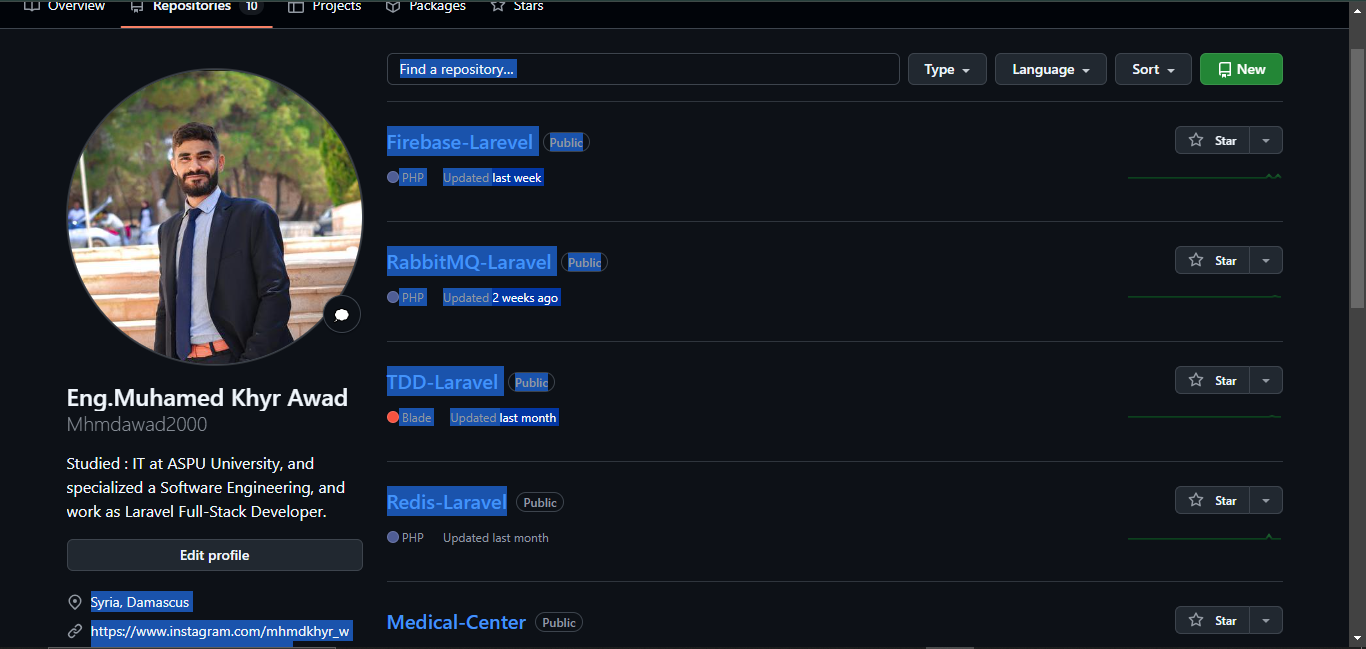 Overview Repositories 10 Projects Packages Stars
Find a repository... Type Language Sort New
Firebase-Larevel Public Star
PHP Updated last week
RabbitMQ-Laravel Public Star
PHP Updated 2 weeks ago
TDD-Laravel Public Star
Blade Updated last month
Redis-Laravel Public Star
PHP Updated last month
Medical-Center Public Star
Eng.Muhamed Khyr Awad
Mhmdawad2000
Studied : IT at ASPU University, and
specialized a Software Engineering, and
work as Laravel Full-Stack Developer.
Edit profile
Syria, Damascus
https://www.instagram.com/mhmdkhyr_w